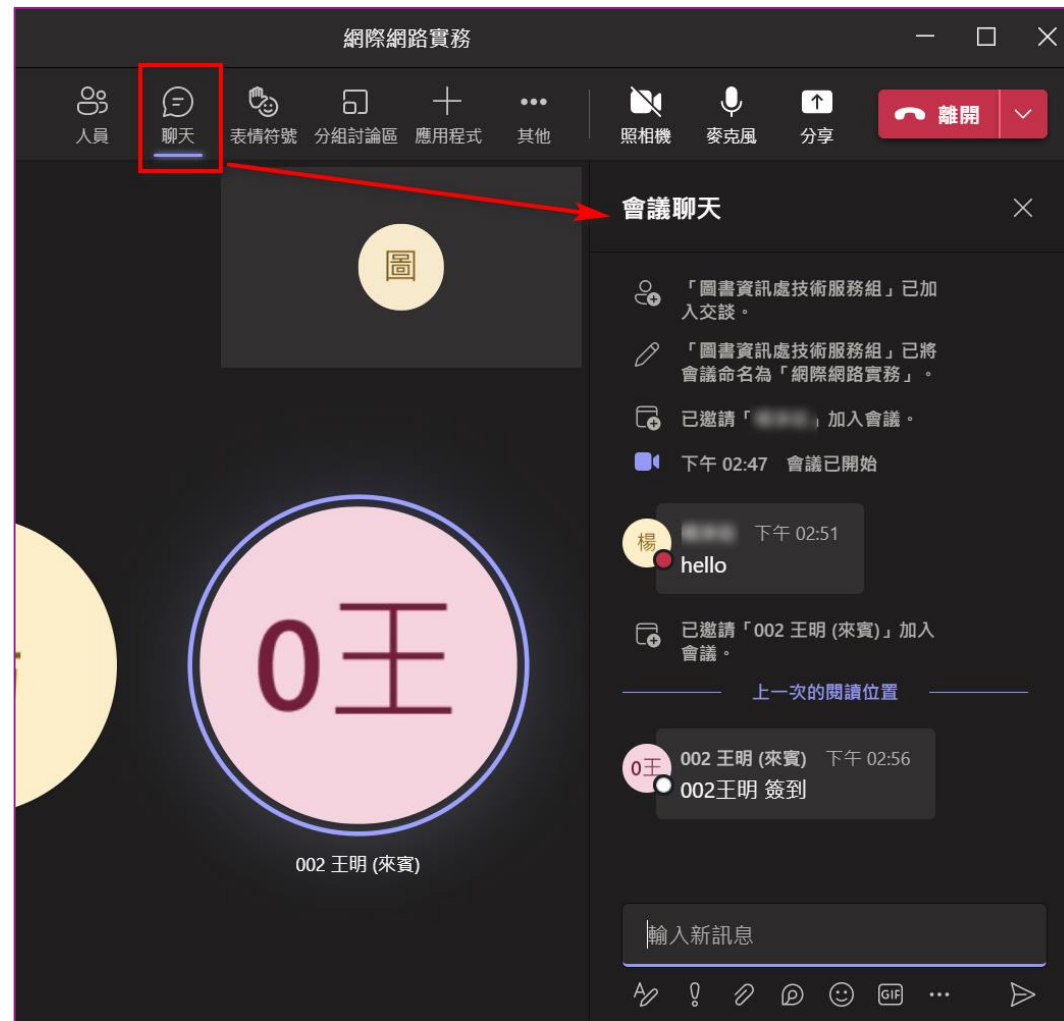 網際網路實務
人員
聊天
表情符號
分組討論區
應用程式
其他
照相機
麥克風
分享
離開
圖
0王
002 王明 (來賓)
會議聊天
「圖書資訊處技術服務組」已加
入交談。
「圖書資訊處技術服務組」已將
會議命名為「網際網路實務」。
已邀請「 」加入會議。
下午 02:47 會議已開始
楊
下午 02:51
hello
已邀請「002 王明 (來賓)」加入
會議。
上一次的閱讀位置
0王
002 王明 (來賓) 下午 02:56
002王明 簽到
輸入新訊息
GIF